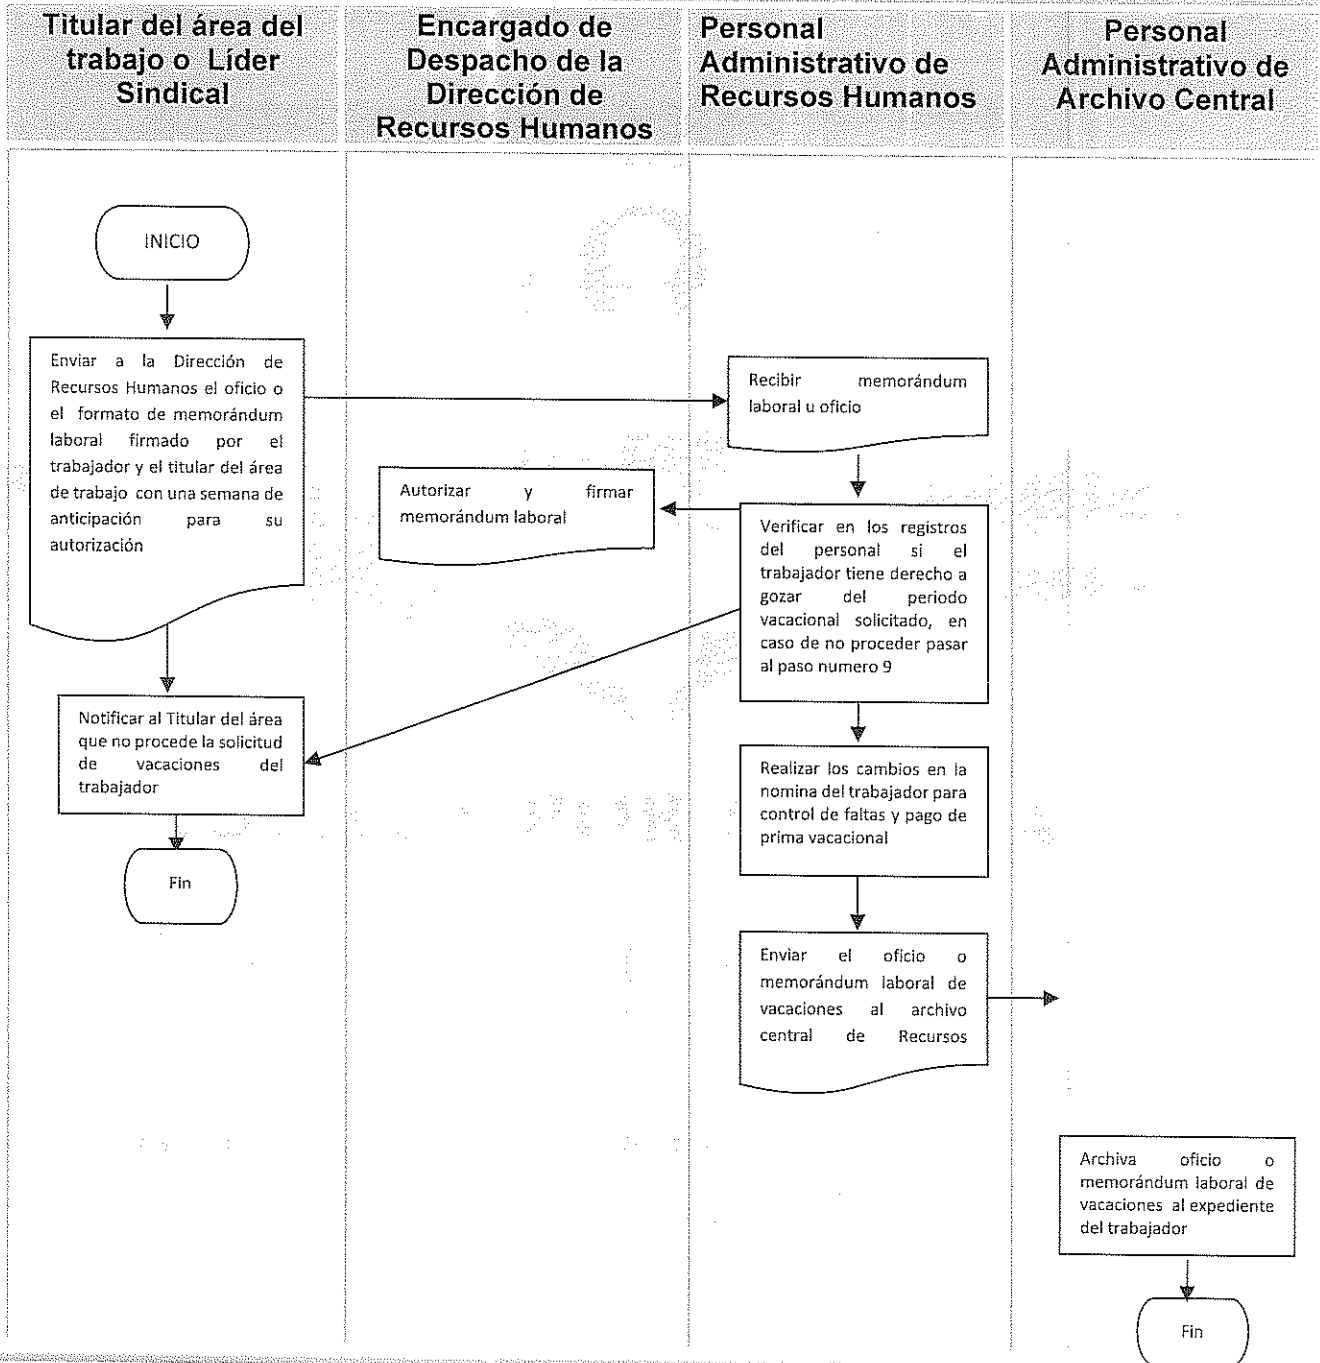 Titular del área del
trabajo o Líder
Sindical
Encargado de
Despacho de la
Dirección de
Recursos Humanos
Personal
Administrativo de
Recursos Humanos
Personal
Administrativo de
Archivo Central
INICIO
Enviar a la Dirección de
Recursos Humanos el oficio o
el formato de memorándum
laboral firmado por el
trabajador y el titular del área
de trabajo con una semana de
anticipación para su
autorización
Recibir memorándum
laboral u oficio
Autorizar y firmar
memorándum laboral
Verificar en los registros
del personal si el
trabajador tiene derecho a
gozar del periodo
vacacional solicitado, en
caso de no proceder pasar
al paso numero 9
Notificar al Titular del área
que no procede la solicitud
de vacaciones del
trabajador
Fin
Realizar los cambios en la
nomina del trabajador para
control de faltas y pago de
prima vacacional
Enviar el oficio o
memorándum laboral de
vacaciones al archivo
central de Recursos
Archiva oficio o
memorándum laboral de
vacaciones al expediente
del trabajador
Fin